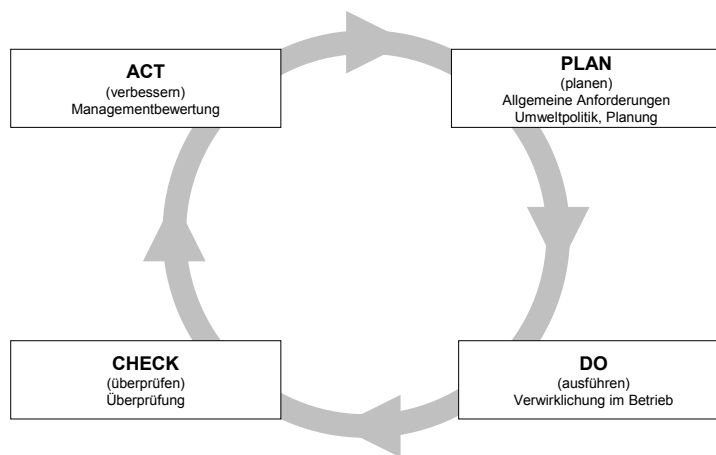 ACT
(verbessern)
Managementbewertung
PLAN
(planen)
Allgemeine Anforderungen
Umweltpolitik, Planung
CHECK
(überprüfen)
Überprüfung
DO
(ausführen)
Verwirklichung im Betrieb